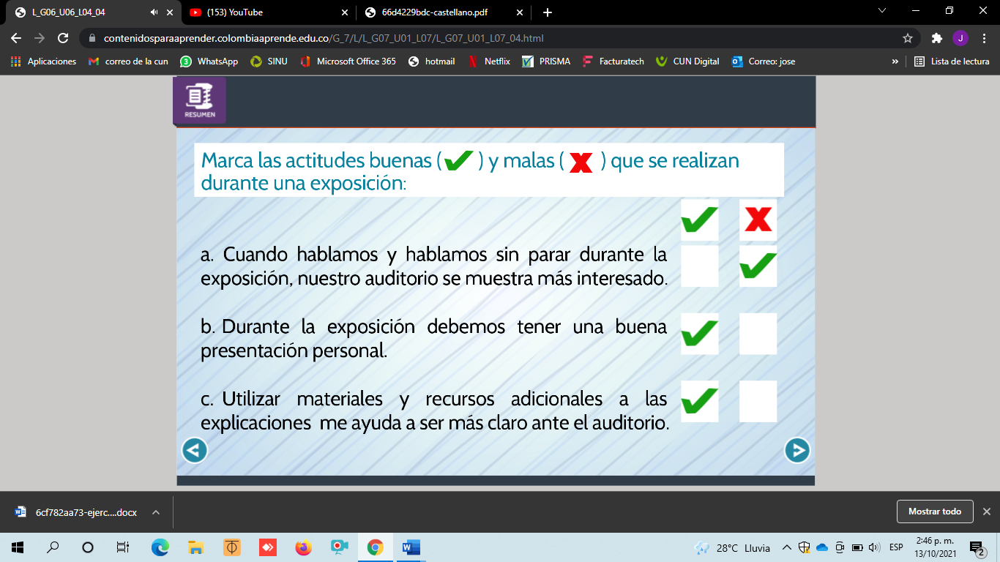 L_G06_U06_L04_04
(153) YouTube
66d4229bdc-castellano.pdf
contenidosparaaprender.colombiaaprende.edu.co/G_7/L/L_G07_U01_L07/L_G07_U01_L07_04.html
J
Aplicaciones
correo de la cun
3
WhatsApp
SINU
Microsoft Office 365
hotmail
Netflix
PRISMA
Facturatech
CUN Digital
Correo: jose
»
Lista de lectura
RESUMEN
Marca las actitudes buenas ( ) y malas ( ) que se realizan
durante una exposición:
a. Cuando hablamos y hablamos sin parar durante la
exposición, nuestro auditorio se muestra más interesado.
b. Durante la exposición debemos tener una buena
presentación personal.
c. Utilizar materiales y recursos adicionales a las
explicaciones me ayuda a ser más claro ante el auditorio.
6cf782aa73-ejerc....docx
Mostrar todo
28°C Lluvia
ESP
2:46 p. m.
13/10/2021
2